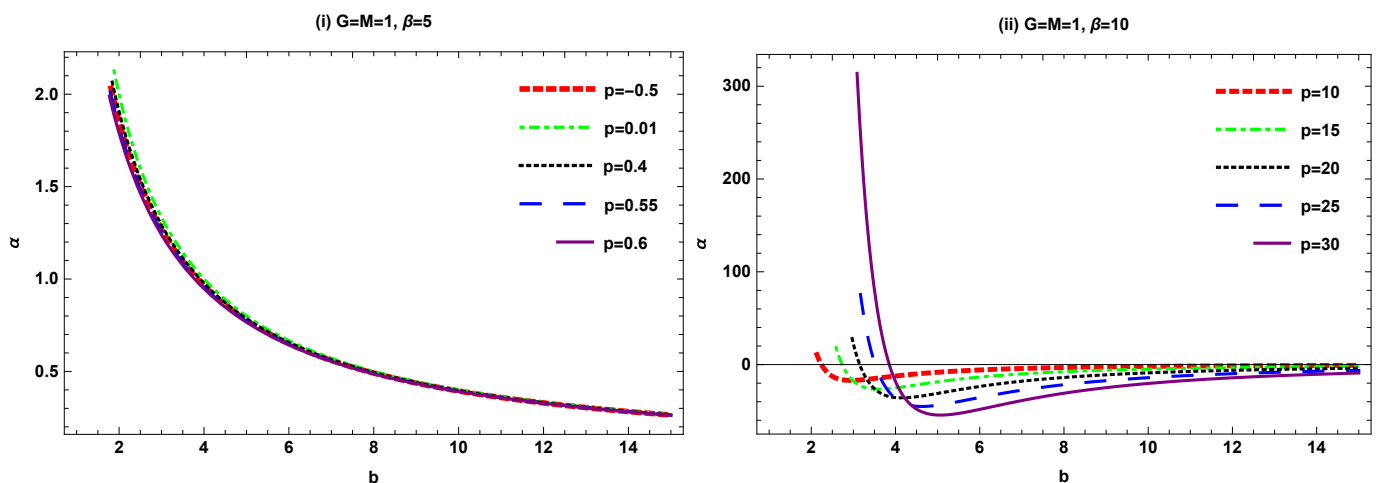 (i) G=M=1, β=5
2.0
1.5
1.0
0.5
α
2 4 6 8 10 12 14
b
p=-0.5
p=0.01
p=0.4
p=0.55
p=0.6
(ii) G=M=1, β=10
300
200
100
0
α
2 4 6 8 10 12 14
b
p=10
p=15
p=20
p=25
p=30